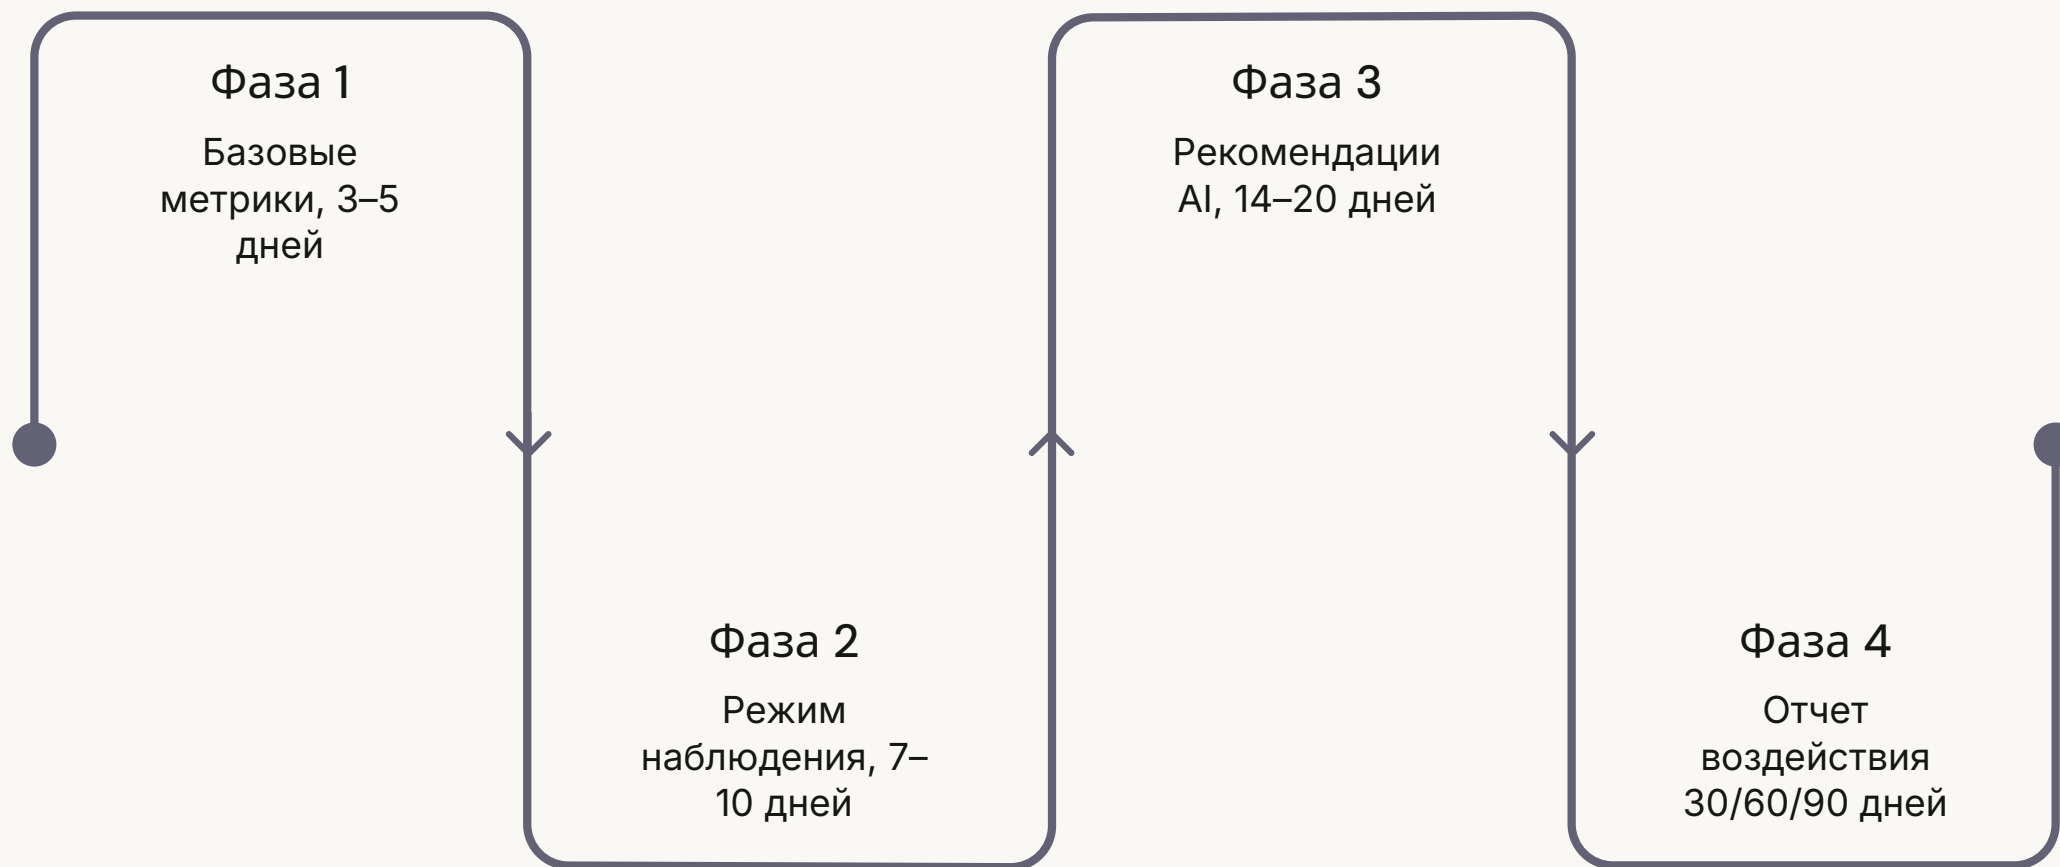 Фаза 1
Базовые
метрики, 3–5
дней
Фаза 2
Режим
наблюдения, 7–
10 дней
Фаза 3
Рекомендации
AI, 14–20 дней
Фаза 4
Отчет
воздействия
30/60/90 дней